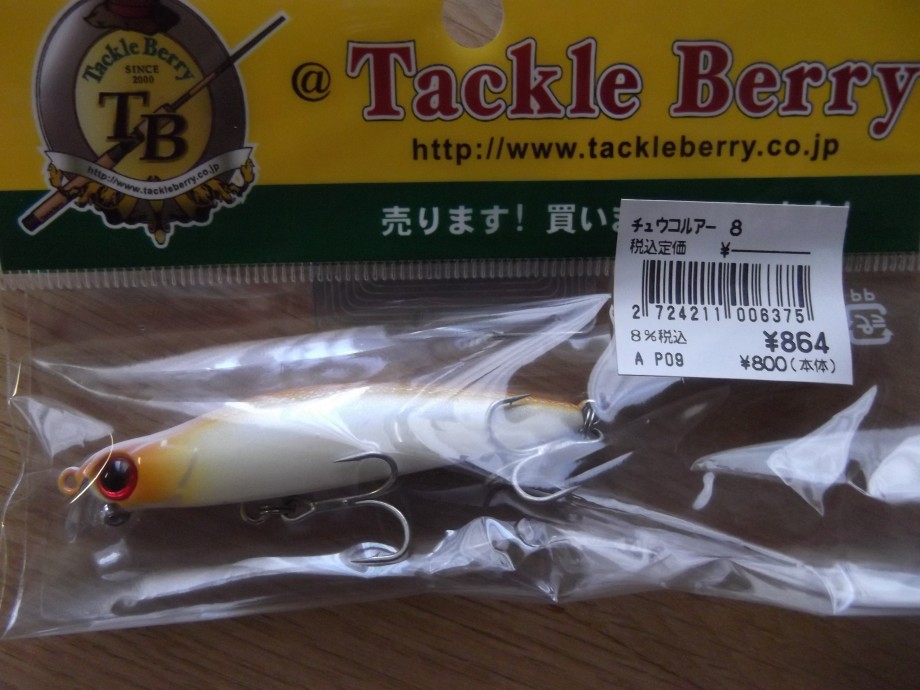 Tackle Berry
SINCE
2000
TB
http://www.tackleberry.co.jp
@ Tackle Berry
http://www.tackleberry.co.jp
売ります! 買いま
チュウコルアー 8
税込定価 ¥
2 724211 006375
8%税込 ¥864
A P09 ¥800(本体)
PP